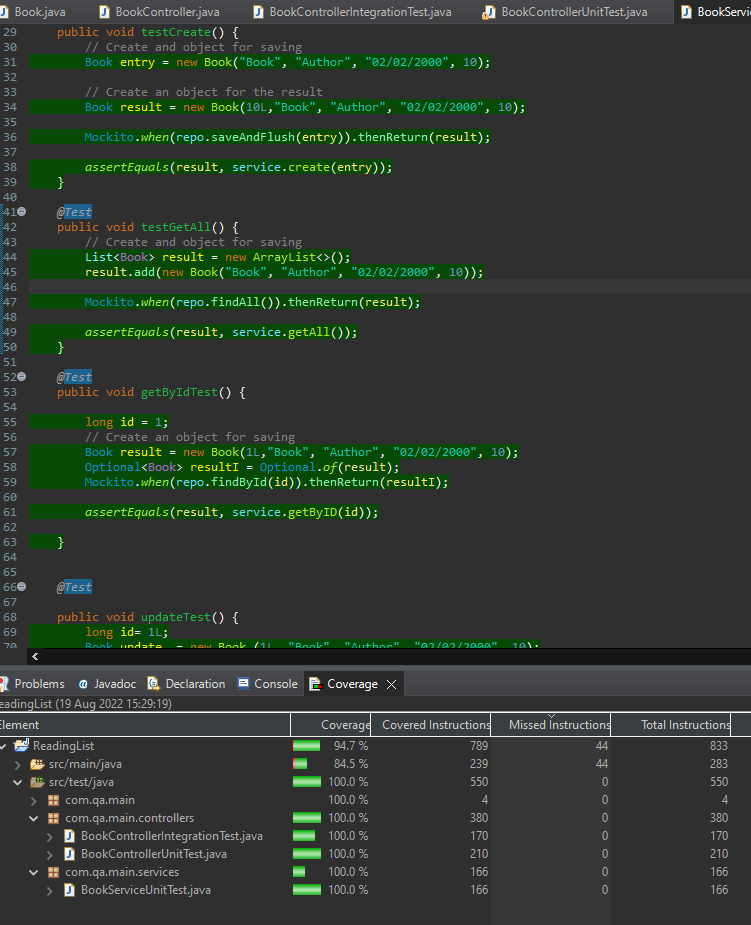 Book.java BookController.java BookControllerIntegrationTest.java BookControllerUnitTest.java BookServic
29 public void testCreate() {
30 // Create and object for saving
31 Book entry = new Book("Book", "Author", "02/02/2000", 10);
32
33 // Create an object for the result
34 Book result = new Book(10L,"Book", "Author", "02/02/2000", 10);
35
36 Mockito.when(repo.saveAndFlush(entry)).thenReturn(result);
37
38 assertEquals(result, service.create(entry));
39 }
40
41 @Test
42 public void testGetAll() {
43 // Create and object for saving
44 List<Book> result = new ArrayList<>();
45 result.add(new Book("Book", "Author", "02/02/2000", 10));
46
47 Mockito.when(repo.findAll()).thenReturn(result);
48
49 assertEquals(result, service.getAll());
50 }
51
52 @Test
53 public void getByIdTest() {
54
55 long id = 1;
56 // Create an object for saving
57 Book result = new Book(1L,"Book", "Author", "02/02/2000", 10);
58 Optional<Book> resultI = Optional.of(result);
59 Mockito.when(repo.findById(id)).thenReturn(resultI);
60
61 assertEquals(result, service.getByID(id));
62
63 }
64
65
66 @Test
67
68 public void updateTest() {
69 long id= 1L;
70 Book update = new Book (1L, "Book", "Author", "02/02/2000", 10);
Problems Javadoc Declaration Console Coverage
eadingList (19 Aug 2022 15:29:19)
Element Coverage Covered Instructions Missed Instructions Total Instructions
ReadingList 94.7 % 789 44 833
src/main/java 84.5 % 239 44 283
src/test/java 100.0 % 550 0 550
com.qa.main 100.0 % 4 0 4
com.qa.main.controllers 100.0 % 380 0 380
BookControllerIntegrationTest.java 100.0 % 170 0 170
BookControllerUnitTest.java 100.0 % 210 0 210
com.qa.main.services 100.0 % 166 0 166
BookServiceUnitTest.java 100.0 % 166 0 166